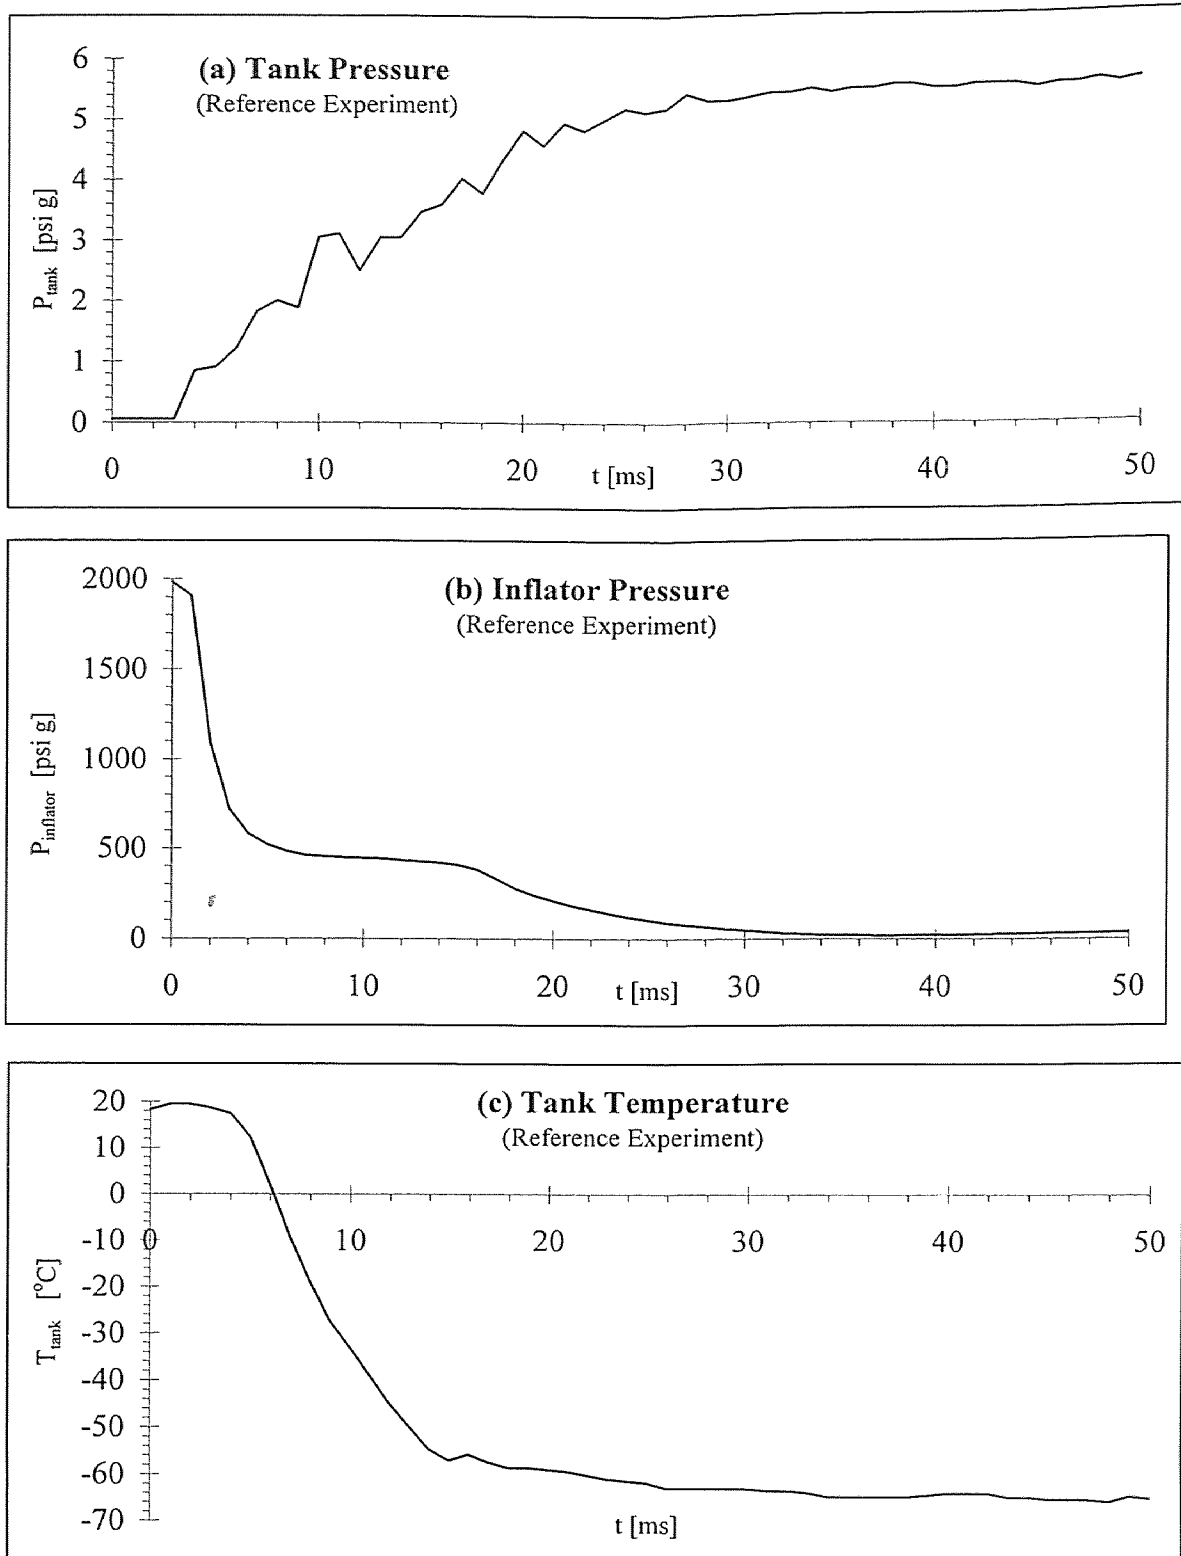 (a) Tank Pressure
(Reference Experiment)
P_tank [psi g]
6
5
4
3
2
1
0
0 10 20 30 40 50
t [ms]
(b) Inflator Pressure
(Reference Experiment)
P_inflator [psi g]
2000
1500
1000
500
0
0 10 20 30 40 50
t [ms]
(c) Tank Temperature
(Reference Experiment)
T_tank [°C]
20
10
0
0 10 20 30 40 50
-10
-20
-30
-40
-50
-60
-70
t [ms]